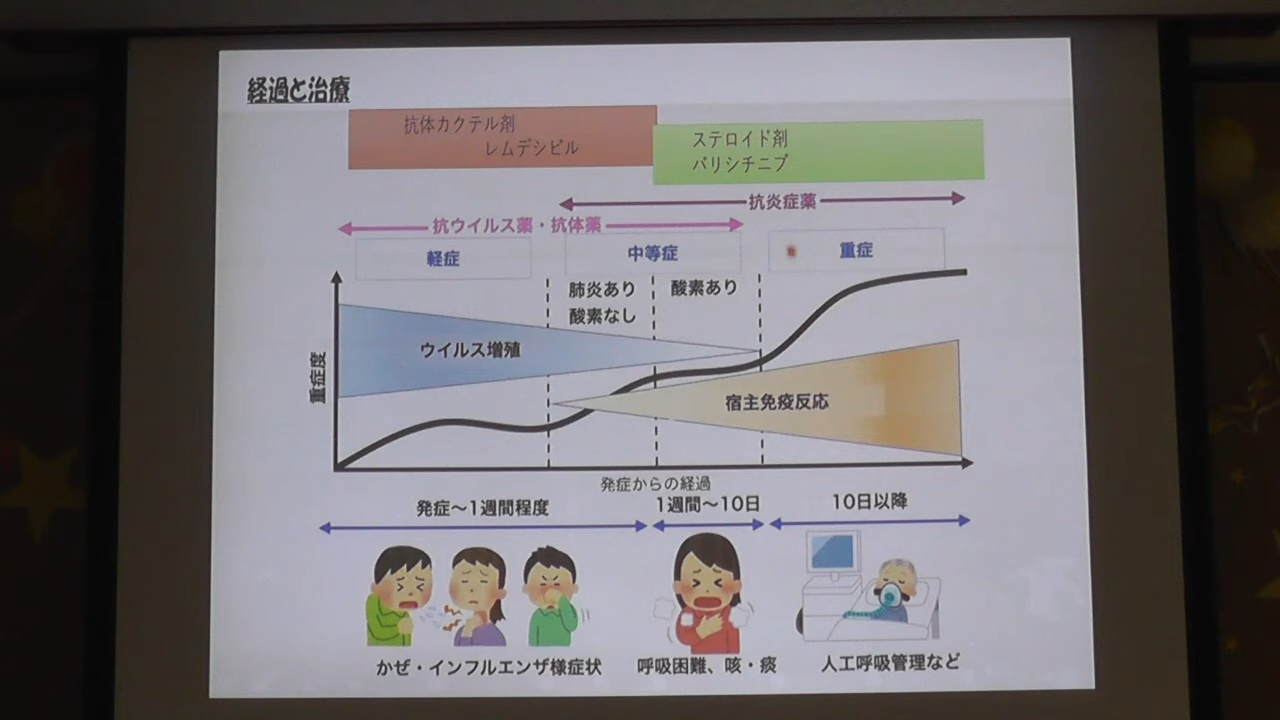 経過と治療
抗体カクテル剤
レムデシビル
ステロイド剤
バリシチニブ
抗炎症薬
抗ウイルス薬・抗体薬
軽症
中等症
重症
肺炎あり
酸素なし
酸素あり
ウイルス増殖
宿主免疫反応
重症度
発症からの経過
発症～1週間程度
1週間～10日
10日以降
かぜ・インフルエンザ様症状
呼吸困難、咳・痰
人工呼吸管理など